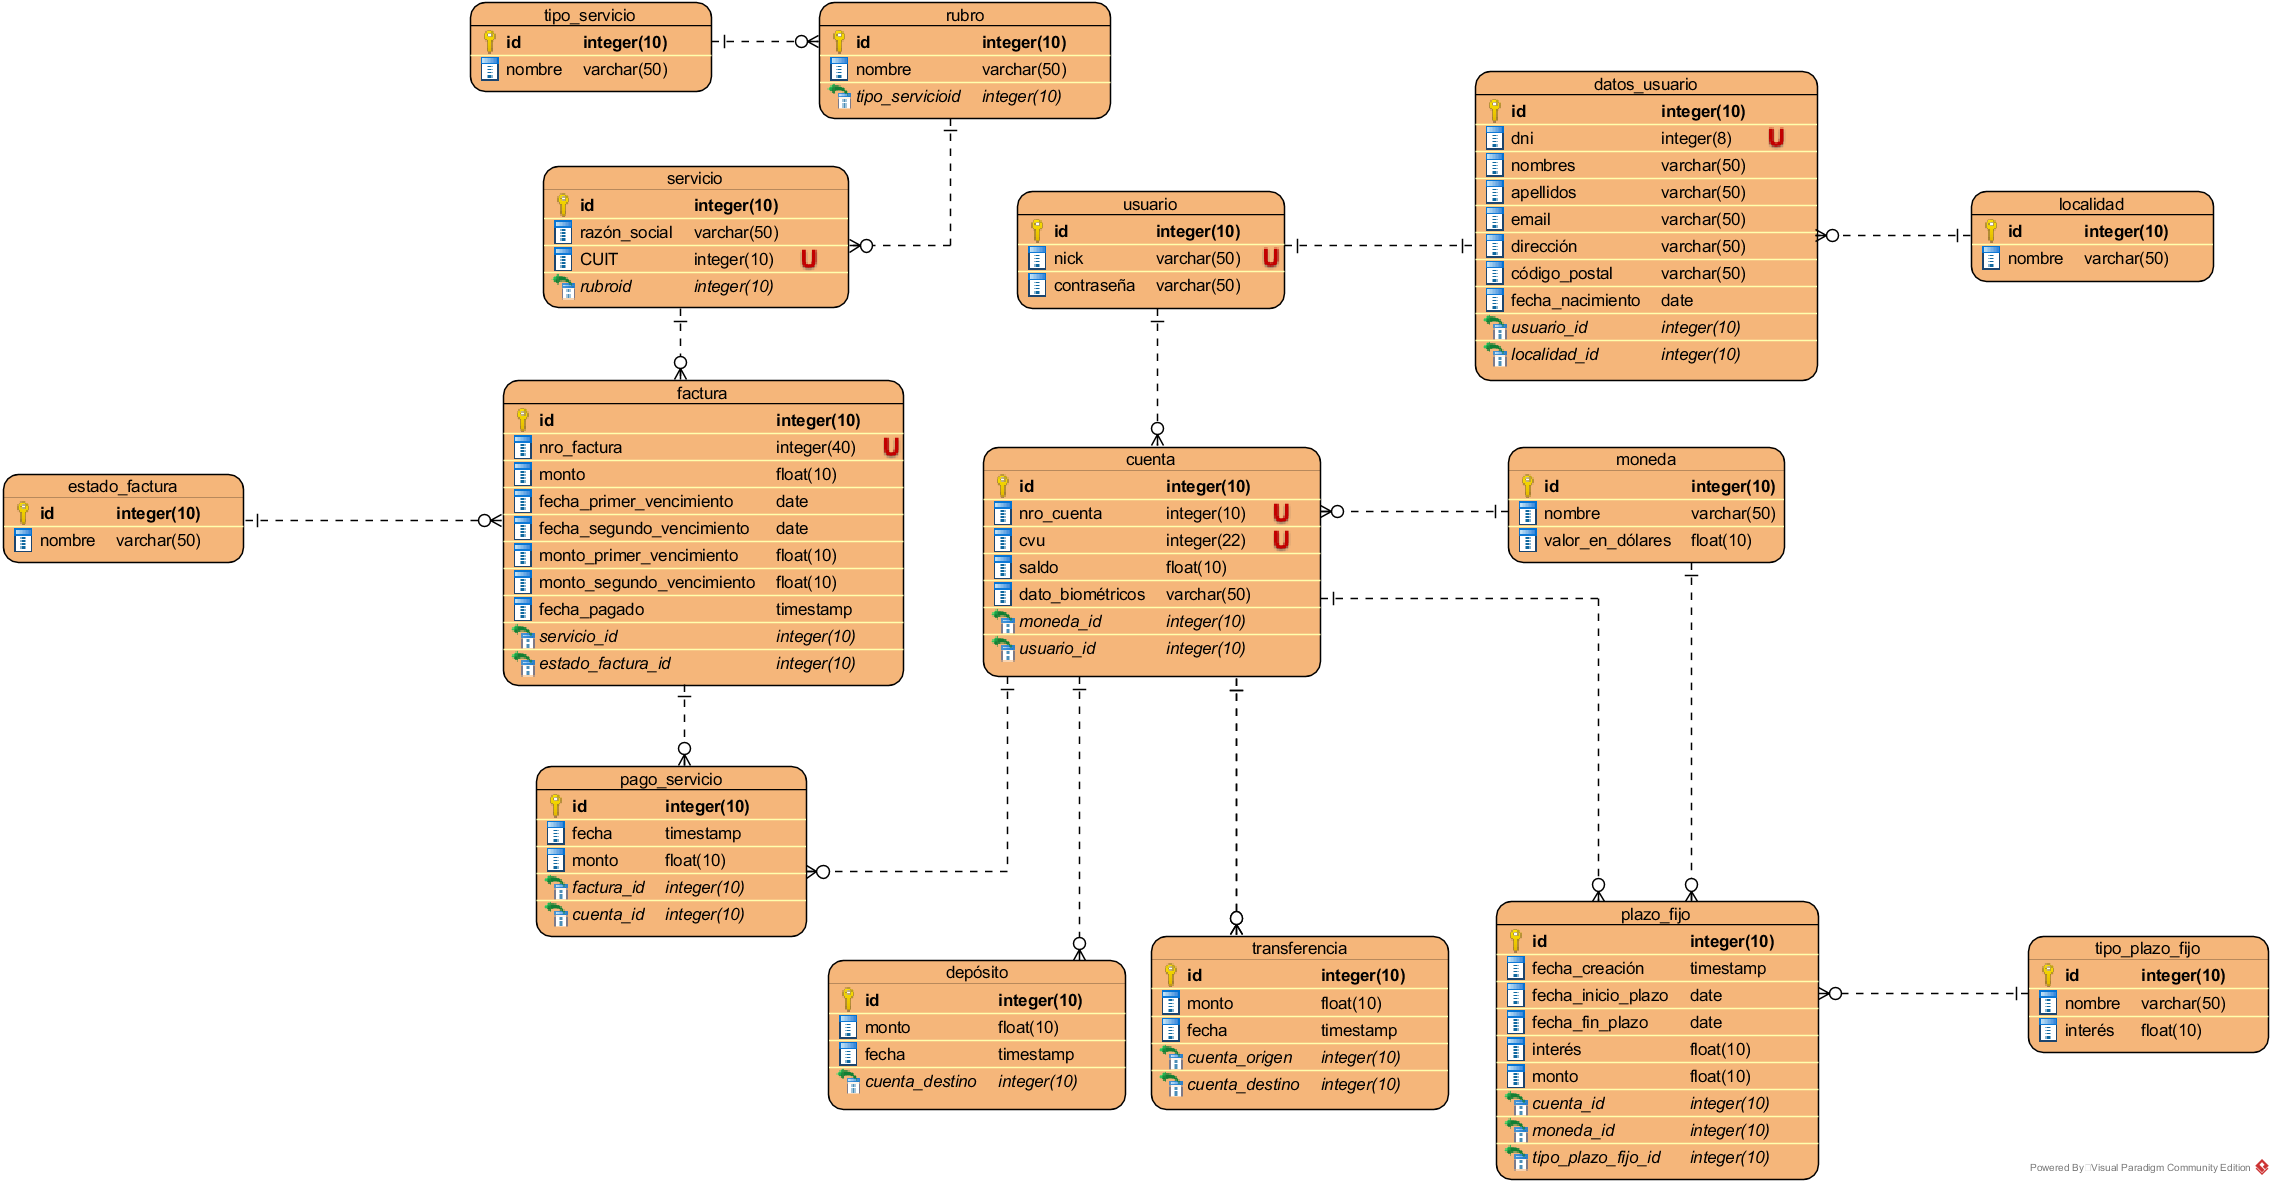 tipo_servicio
id integer(10)
nombre varchar(50)
rubro
id integer(10)
nombre varchar(50)
tipo_servicioid integer(10)
datos_usuario
id integer(10)
dni integer(8) U
nombres varchar(50)
apellidos varchar(50)
email varchar(50)
dirección varchar(50)
código_postal varchar(50)
fecha_nacimiento date
usuario_id integer(10)
localidad_id integer(10)
servicio
id integer(10)
razón_social varchar(50)
CUIT integer(10) U
rubroid integer(10)
usuario
id integer(10)
nick varchar(50) U
contraseña varchar(50)
localidad
id integer(10)
nombre varchar(50)
factura
id integer(10)
nro_factura integer(40) U
monto float(10)
fecha_primer_vencimiento date
fecha_segundo_vencimiento date
monto_primer_vencimiento float(10)
monto_segundo_vencimiento float(10)
fecha_pagado timestamp
servicio_id integer(10)
estado_factura_id integer(10)
estado_factura
id integer(10)
nombre varchar(50)
cuenta
id integer(10)
nro_cuenta integer(10) U
cvu integer(22) U
saldo float(10)
dato_biométricos varchar(50)
moneda_id integer(10)
usuario_id integer(10)
moneda
id integer(10)
nombre varchar(50)
valor_en_dólares float(10)
pago_servicio
id integer(10)
fecha timestamp
monto float(10)
factura_id integer(10)
cuenta_id integer(10)
depósito
id integer(10)
monto float(10)
fecha timestamp
cuenta_destino integer(10)
transferencia
id integer(10)
monto float(10)
fecha timestamp
cuenta_origen integer(10)
cuenta_destino integer(10)
plazo_fijo
id integer(10)
fecha_creación timestamp
fecha_inicio_plazo date
fecha_fin_plazo date
interés float(10)
monto float(10)
cuenta_id integer(10)
moneda_id integer(10)
tipo_plazo_fijo_id integer(10)
tipo_plazo_fijo
id integer(10)
nombre varchar(50)
interés float(10)
Powered By Visual Paradigm Community Edition